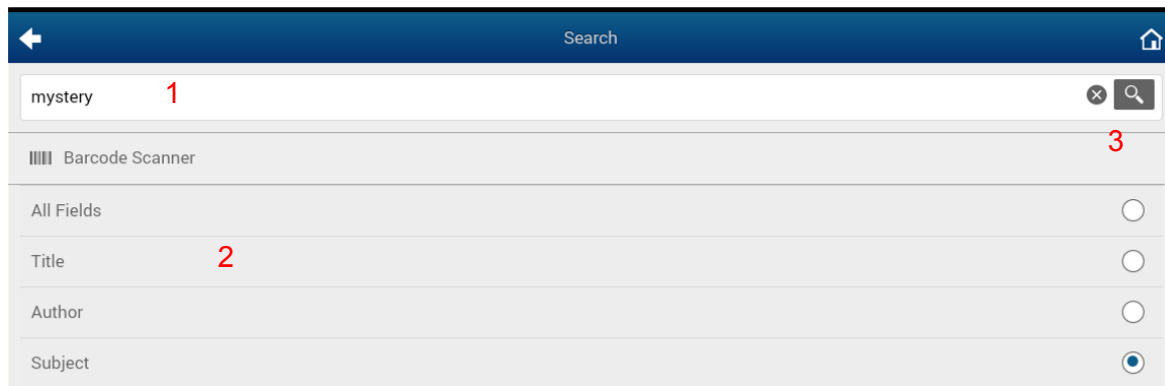 Search
mystery 1
3
Barcode Scanner
All Fields
Title 2
Author
Subject